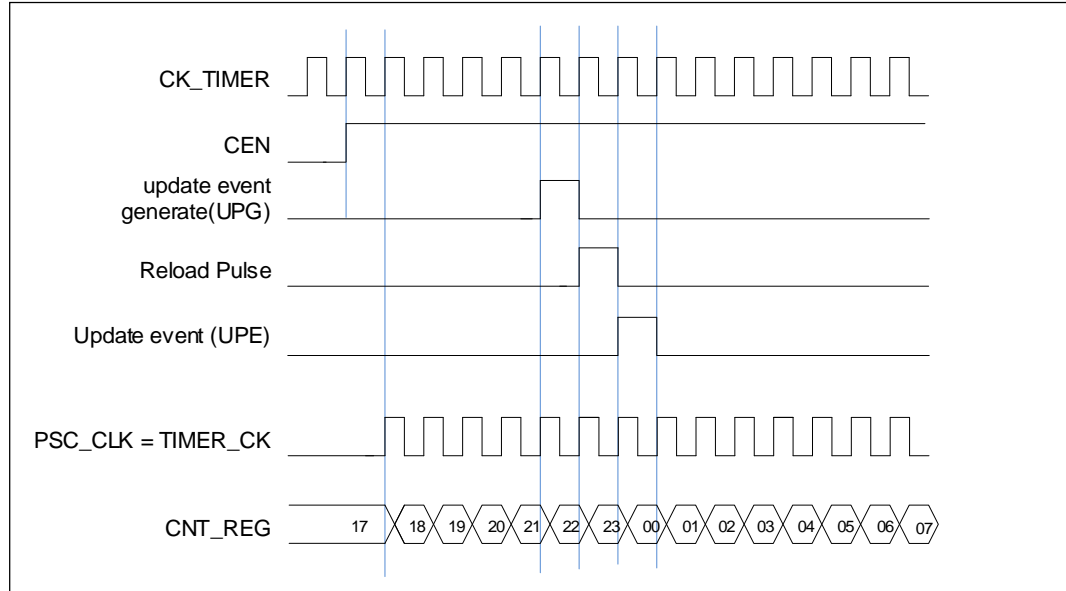 CK_TIMER
CEN
update event
generate(UPG)
Reload Pulse
Update event (UPE)
PSC_CLK = TIMER_CK
CNT_REG 17 18 19 20 21 22 23 00 01 02 03 04 05 06 07